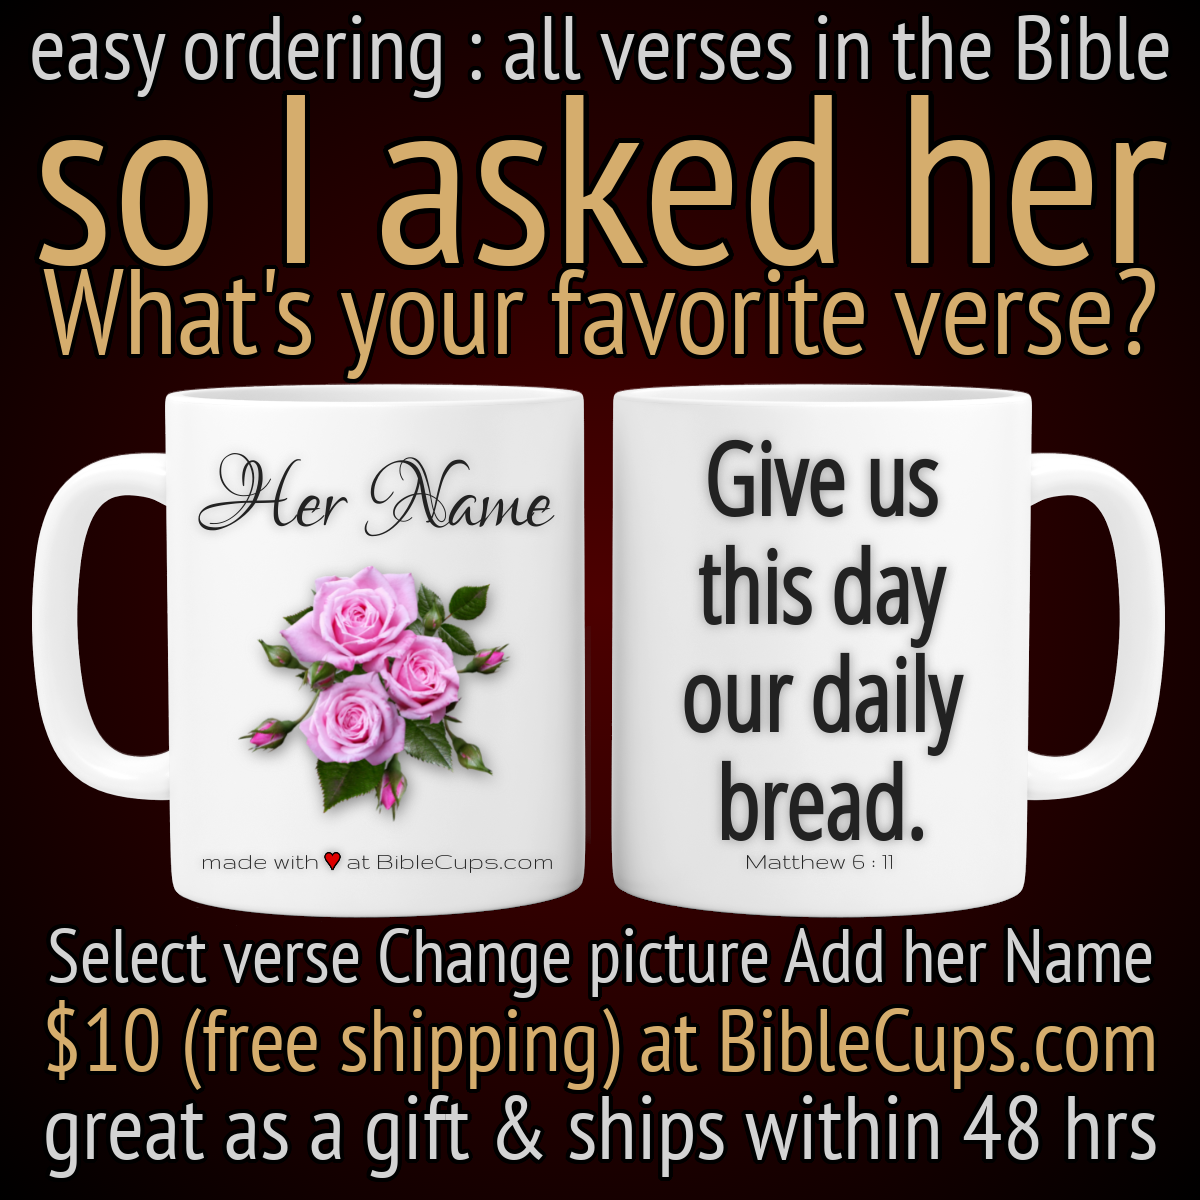 easy ordering : all verses in the Bible
so I asked her
What's your favorite verse?
Her Name
made with ♥ at BibleCups.com
Give us
this day
our daily
bread.
Matthew 6 : 11
Select verse Change picture Add her Name
$10 (free shipping) at BibleCups.com
great as a gift & ships within 48 hrs